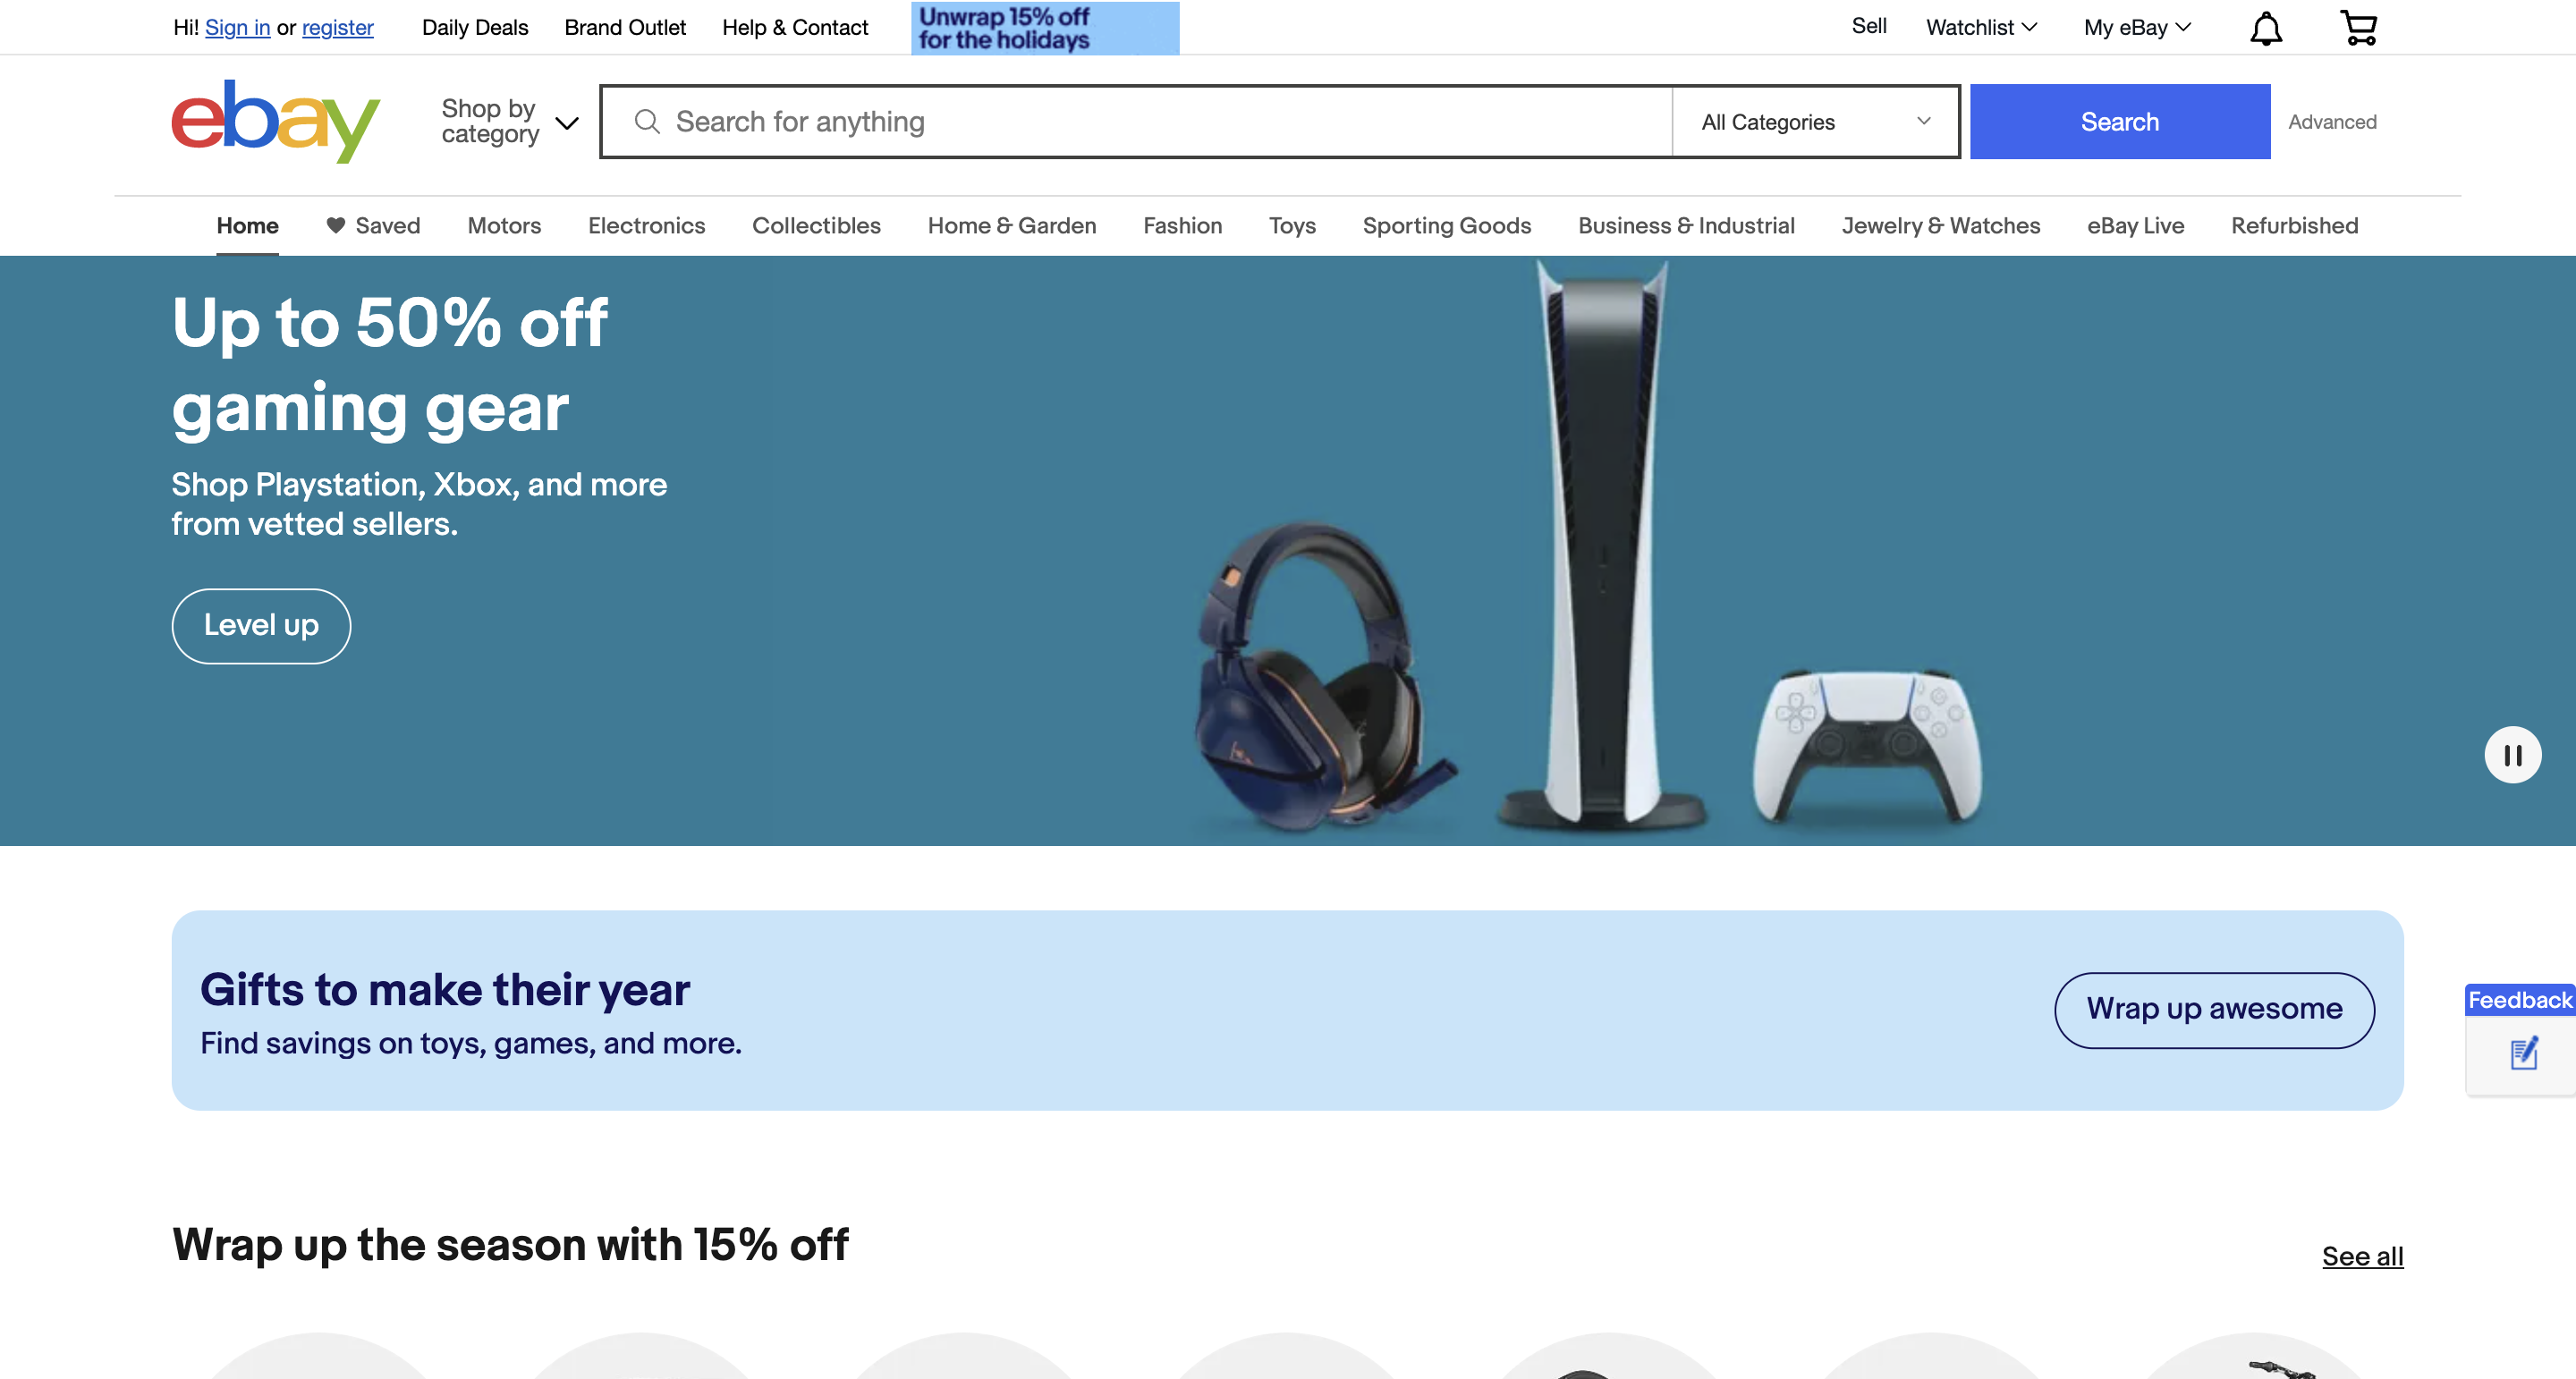 Hi! Sign in or register
Daily Deals
Brand Outlet
Help & Contact
Unwrap 15% off
for the holidays
Sell
Watchlist
My eBay
ebay
Shop by
category
Search for anything
All Categories
Search
Advanced
Home
Saved
Motors
Electronics
Collectibles
Home & Garden
Fashion
Toys
Sporting Goods
Business & Industrial
Jewelry & Watches
eBay Live
Refurbished
Up to 50% off
gaming gear
Shop Playstation, Xbox, and more
from vetted sellers.
Level up
Gifts to make their year
Find savings on toys, games, and more.
Wrap up awesome
Feedback
Wrap up the season with 15% off
See all